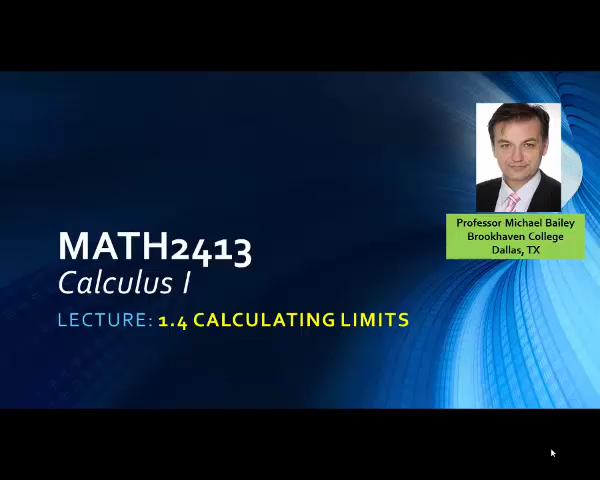 MATH2413
Calculus I
LECTURE: 1.4 CALCULATING LIMITS
Professor Michael Bailey
Brookhaven College
Dallas, TX